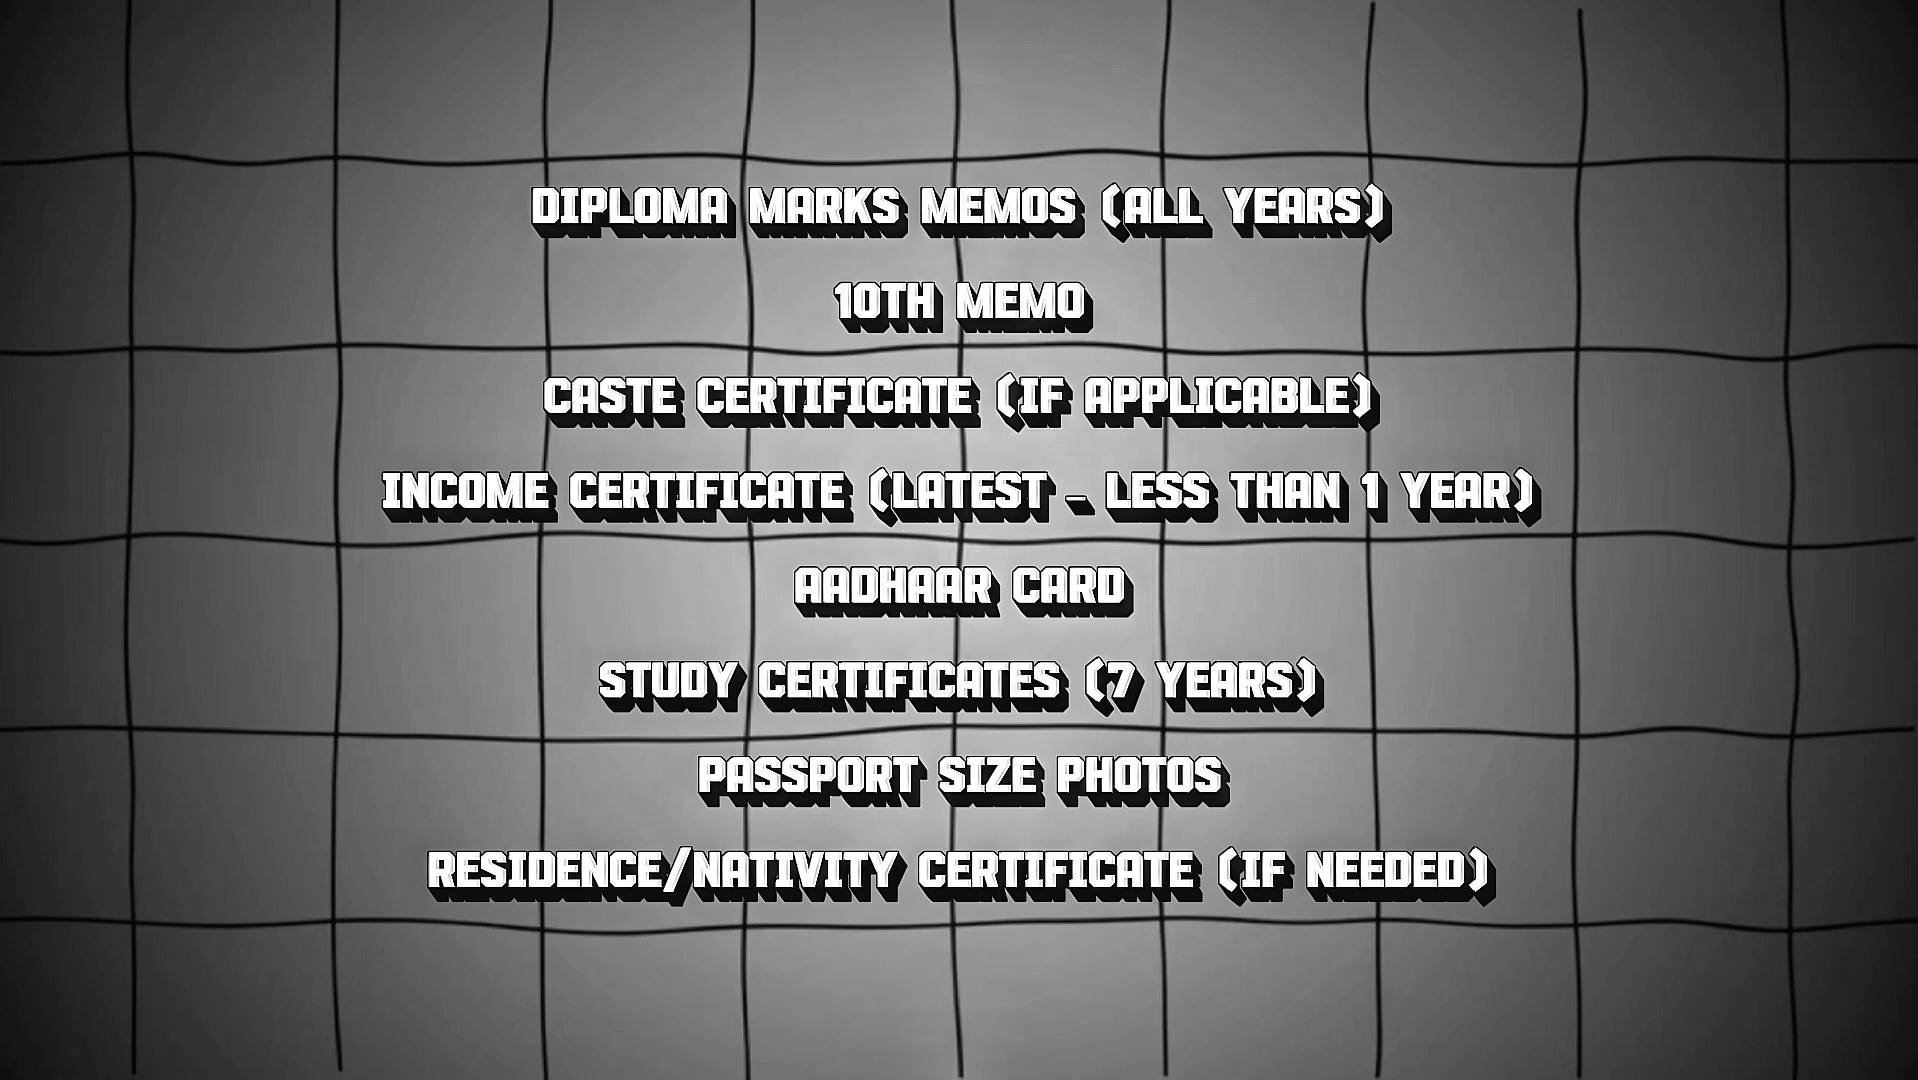 DIPLOMA MARKS MEMOS (ALL YEARS)
10TH MEMO
CASTE CERTIFICATE (IF APPLICABLE)
INCOME CERTIFICATE (LATEST - LESS THAN 1 YEAR)
AADHAAR CARD
STUDY CERTIFICATES (7 YEARS)
PASSPORT SIZE PHOTOS
RESIDENCE/NATIVITY CERTIFICATE (IF NEEDED)